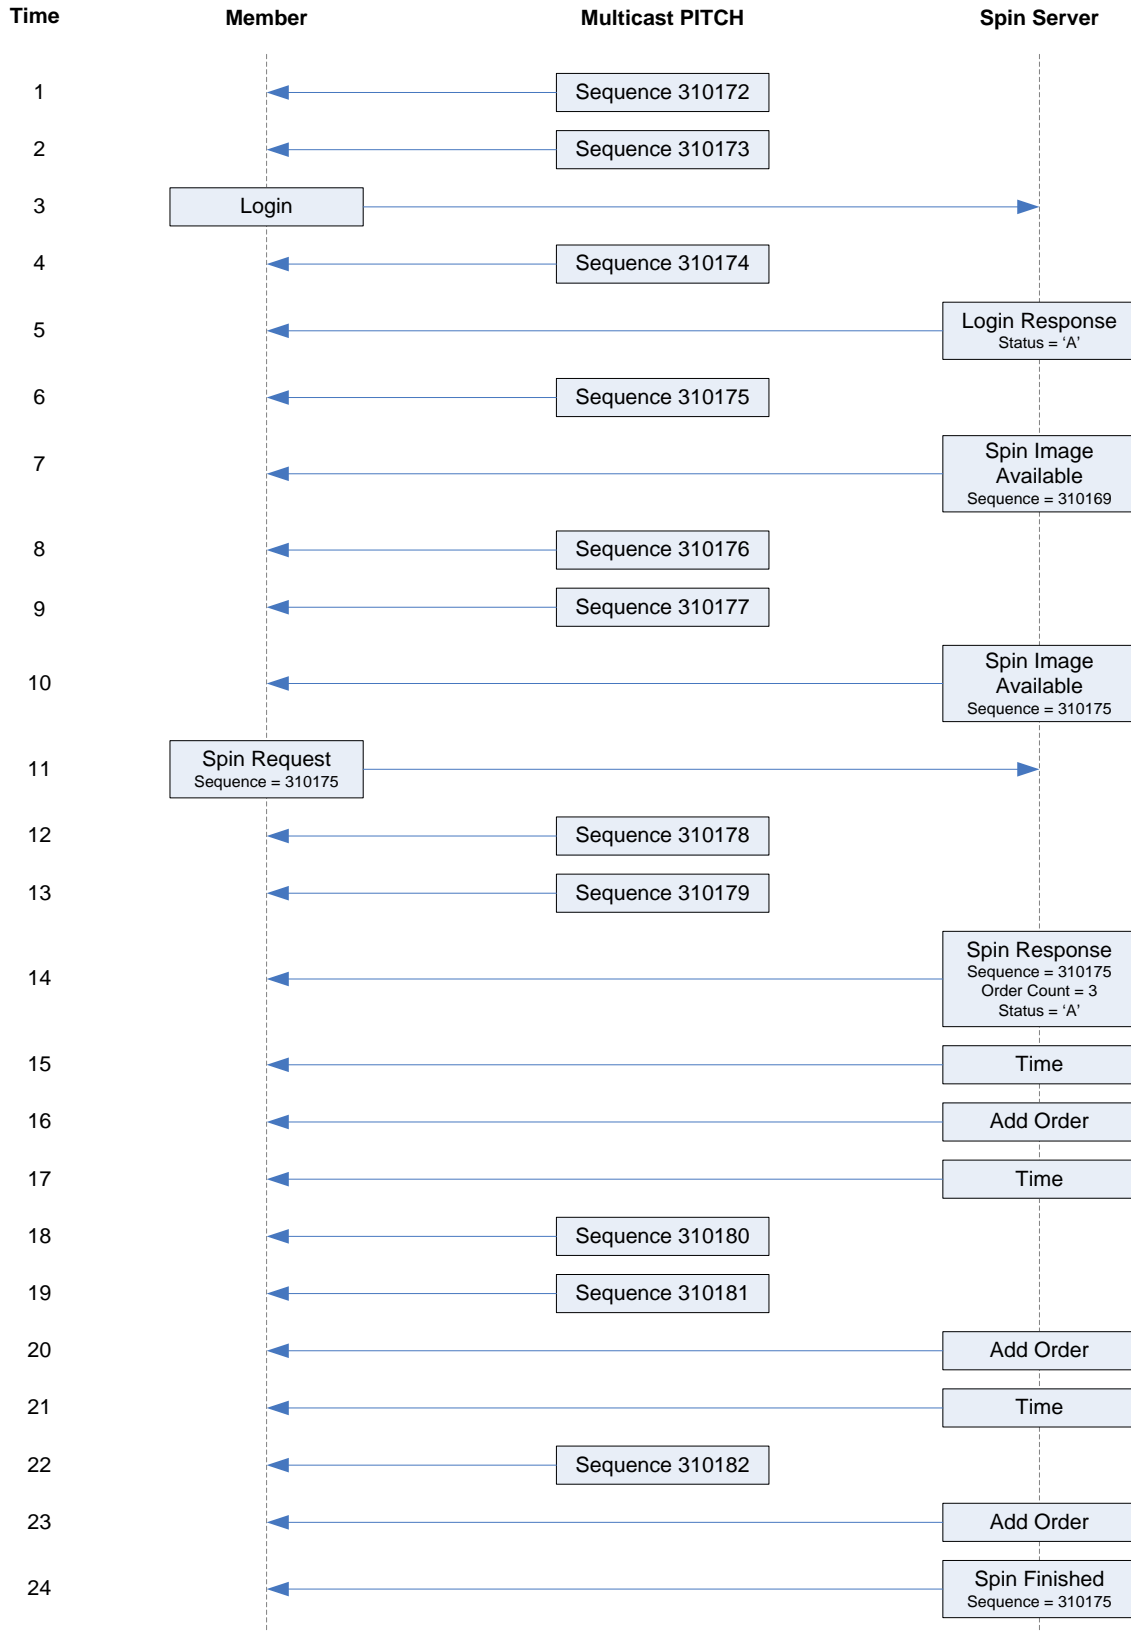 Time Member Multicast PITCH Spin Server
1 Sequence 310172
2 Sequence 310173
3 Login
4 Sequence 310174
5 Login Response
Status = ‘A’
6 Sequence 310175
7 Spin Image
Available
Sequence = 310169
8 Sequence 310176
9 Sequence 310177
10 Spin Image
Available
Sequence = 310175
11 Spin Request
Sequence = 310175
12 Sequence 310178
13 Sequence 310179
14 Spin Response
Sequence = 310175
Order Count = 3
Status = ‘A’
15 Time
16 Add Order
17 Time
18 Sequence 310180
19 Sequence 310181
20 Add Order
21 Time
22 Sequence 310182
23 Add Order
24 Spin Finished
Sequence = 310175